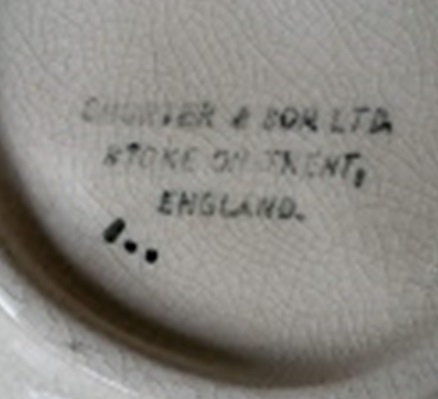 SHORTER & SON LTD.
STOKE ON TRENT,
ENGLAND.